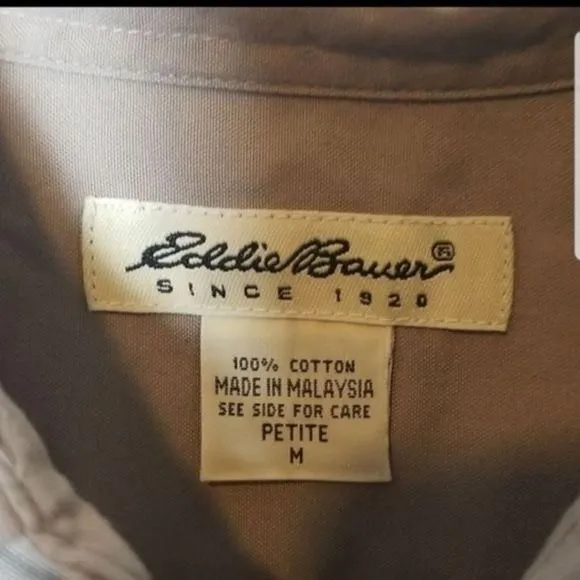 Eddie Bauer®
SINCE 1920
100% COTTON
MADE IN MALAYSIA
SEE SIDE FOR CARE
PETITE
M